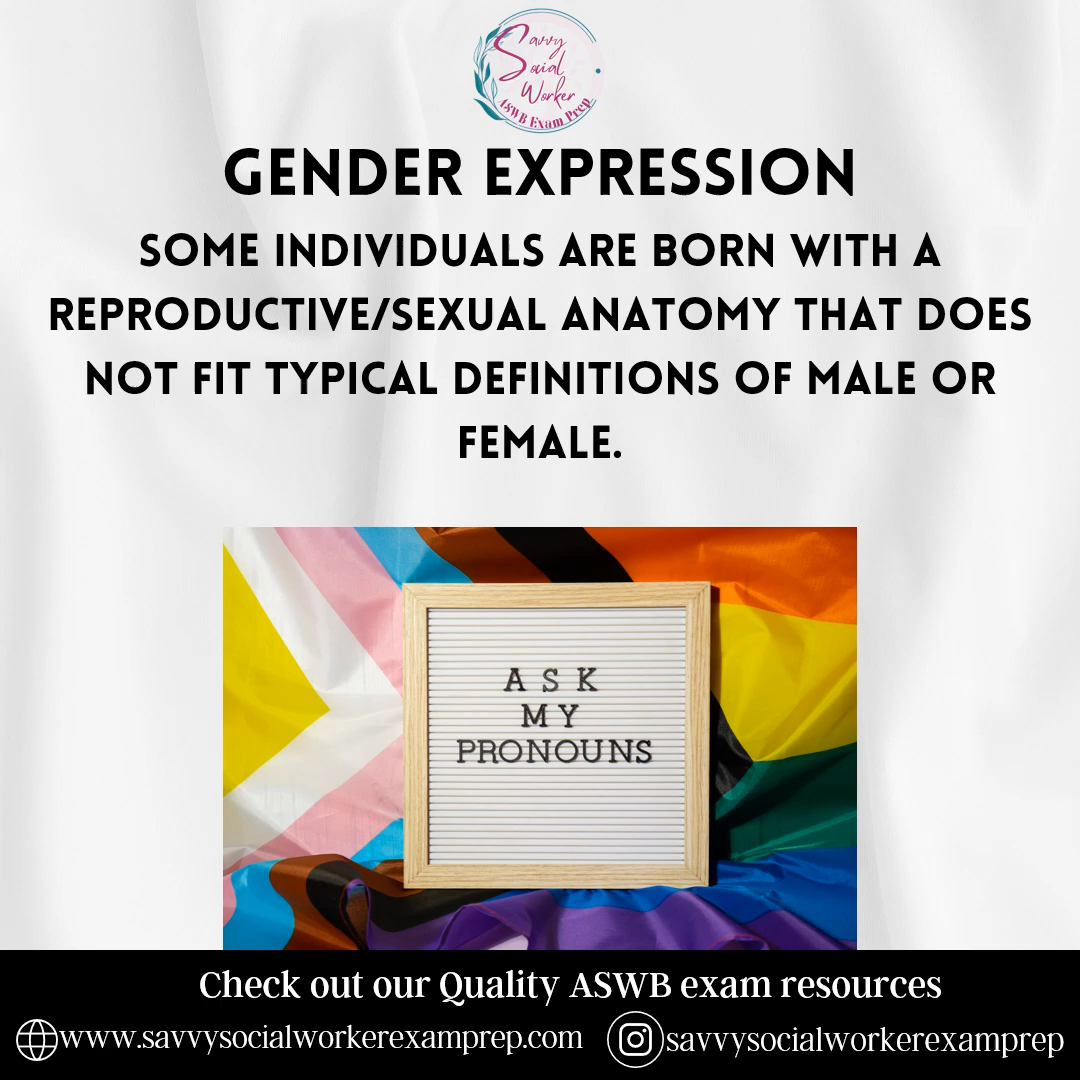 Savvy
Social
Worker
ASWB Exam Prep
GENDER EXPRESSION
SOME INDIVIDUALS ARE BORN WITH A
REPRODUCTIVE/SEXUAL ANATOMY THAT DOES
NOT FIT TYPICAL DEFINITIONS OF MALE OR
FEMALE.
ASK
MY
PRONOUNS
Check out our Quality ASWB exam resources
www.savvysocialworkerexamprep.com
savvysocialworkerexamprep